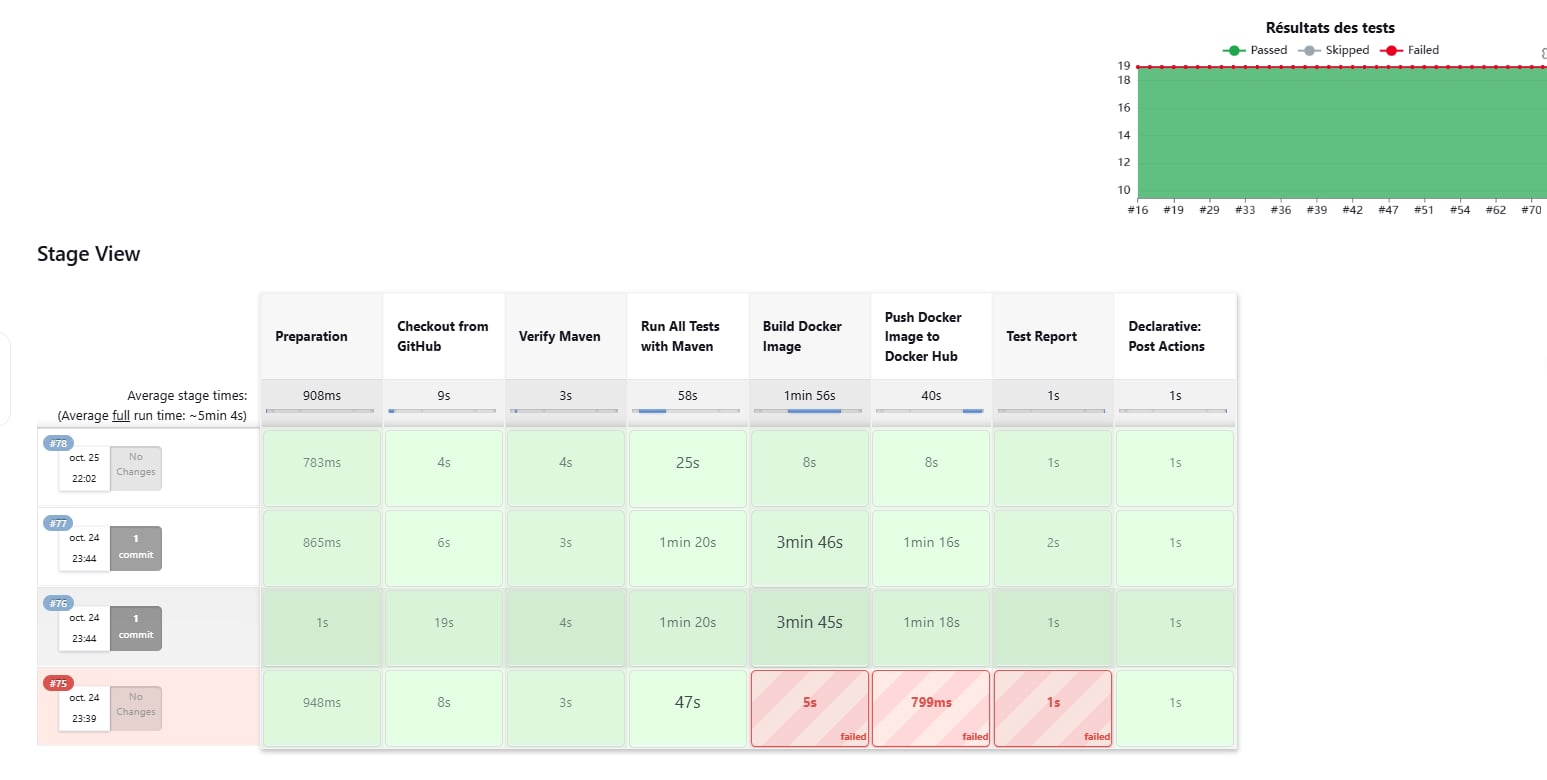 Résultats des tests
Passed Skipped Failed
19
18
16
14
12
10
#16 #19 #29 #33 #36 #39 #42 #47 #51 #54 #62 #70
Stage View
Preparation
Checkout from
GitHub
Verify Maven
Run All Tests
with Maven
Build Docker
Image
Push Docker
Image to
Docker Hub
Test Report
Declarative:
Post Actions
Average stage times:
(Average full run time: ~5min 4s)
908ms 9s 3s 58s 1min 56s 40s 1s 1s
#78
oct. 25
22:02
No
Changes
783ms 4s 4s 25s 8s 8s 1s 1s
#77
oct. 24
23:44
1
commit
865ms 6s 3s 1min 20s 3min 46s 1min 16s 2s 1s
#76
oct. 24
23:44
1
commit
1s 19s 4s 1min 20s 3min 45s 1min 18s 1s 1s
#75
oct. 24
23:39
No
Changes
948ms 8s 3s 47s 5s 799ms 1s 1s
failed failed failed